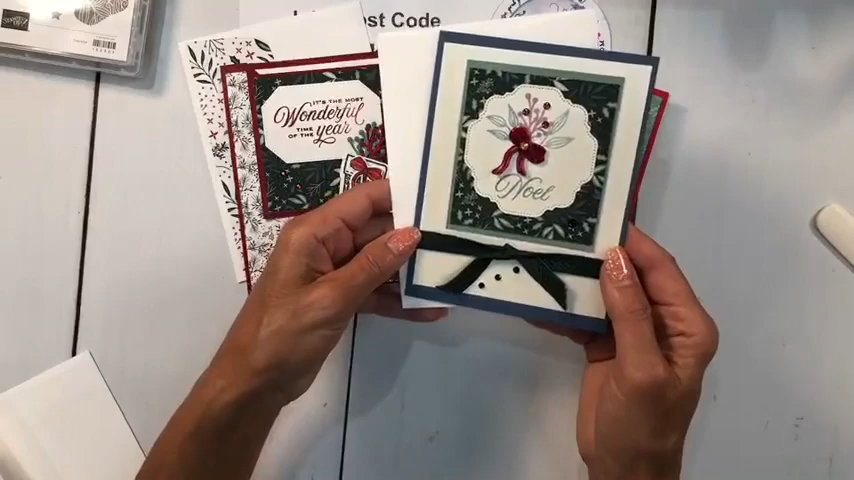 ost Code
IT'S THE MOST
Wonderful
TIME
OF THE year
Noel